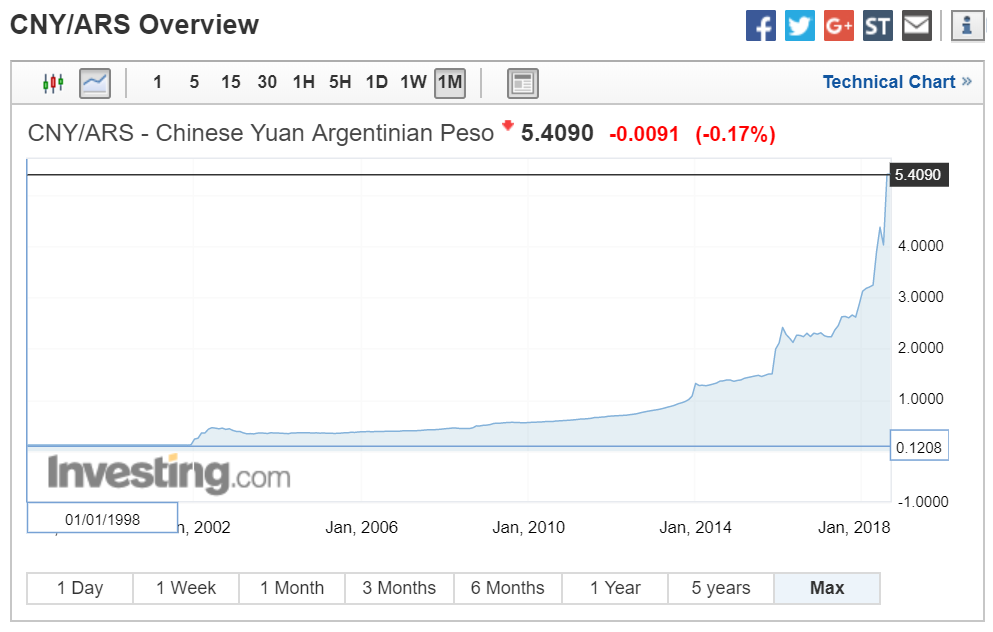 CNY/ARS Overview
f G+ ST i
1 5 15 30 1H 5H 1D 1W 1M
Technical Chart »
CNY/ARS - Chinese Yuan Argentinian Peso 5.4090 -0.0091 (-0.17%)
5.4090
4.0000
3.0000
2.0000
1.0000
0.1208
Investing.com
-1.0000
01/01/1998
n, 2002 Jan, 2006 Jan, 2010 Jan, 2014 Jan, 2018
1 Day 1 Week 1 Month 3 Months 6 Months 1 Year 5 years Max